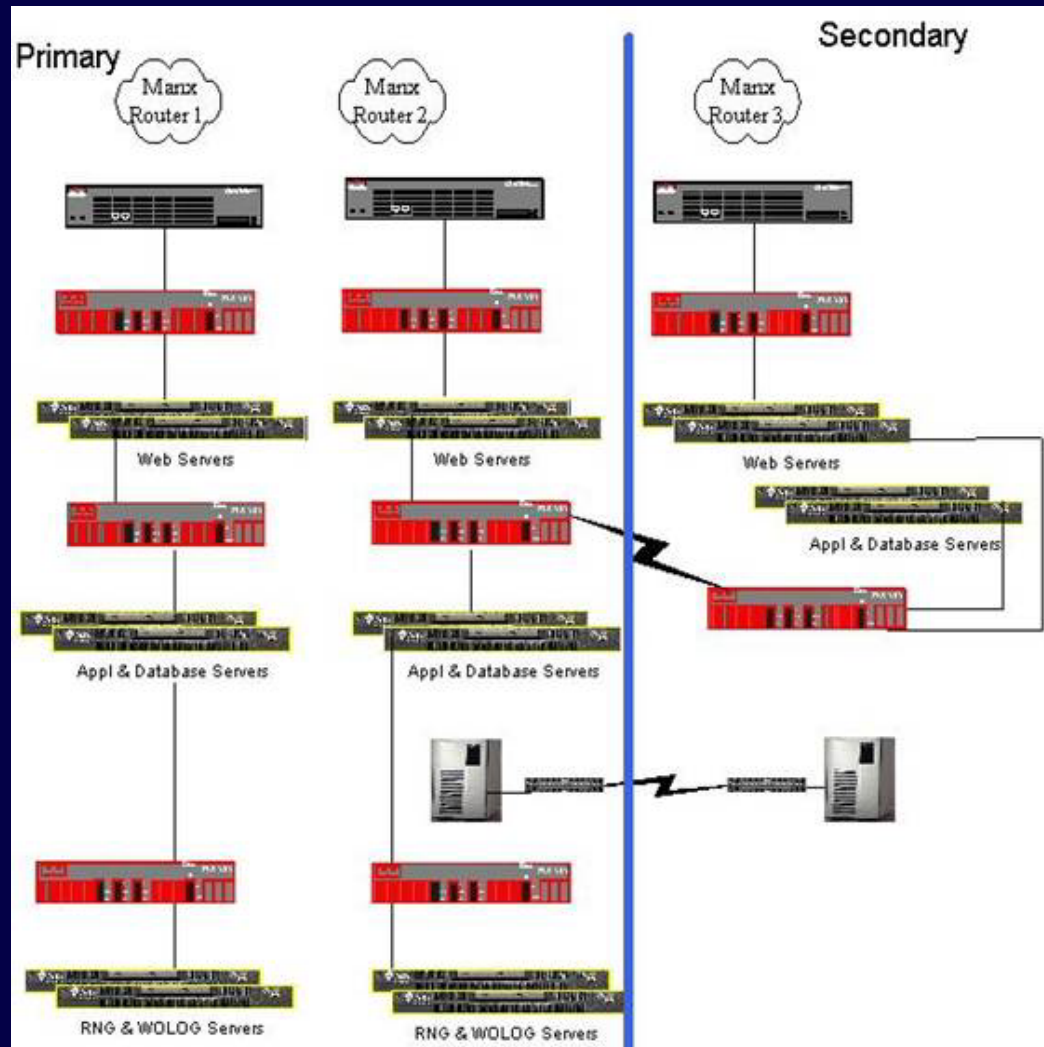 Primary
Secondary
Manx
Router 1
Manx
Router 2
Manx
Router 3
Web Servers
Web Servers
Web Servers
Appl & Database Servers
Appl & Database Servers
Appl & Database Servers
RNG & WOLOG Servers
RNG & WOLOG Servers